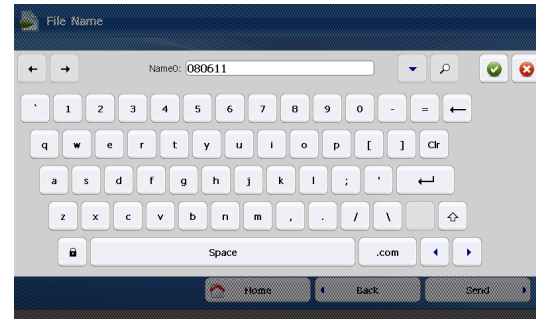 File Name
Name0: 080611
` 1 2 3 4 5 6 7 8 9 0 - =
q w e r t y u i o p [ ] Clr
a s d f g h j k l ; '
z x c v b n m , . / \
Space .com
Home Back Send